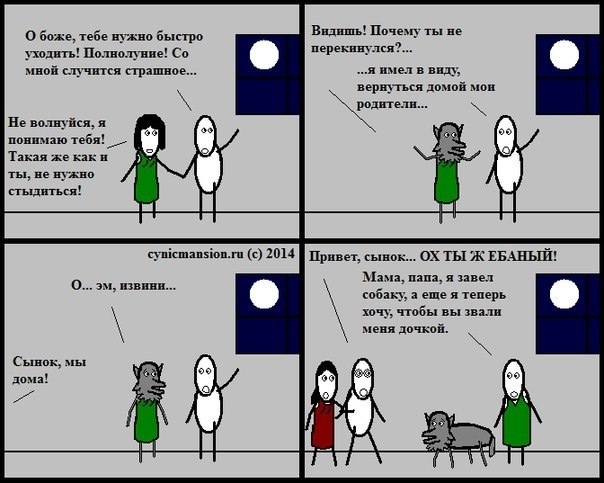 О боже, тебе нужно быстро
уходить! Полнолуние! Со
мной случится страшное...
Не волнуйся, я
понимаю тебя!
Такая же как и
ты, не нужно
стыдиться!
Видишь! Почему ты не
перекинулся?...
...я имел в виду,
вернуться домой мои
родители...
cynicmansion.ru (c) 2014
О... эм, извини...
Сынок, мы
дома!
Привет, сынок... ОХ ТЫ Ж ЕБАНЫЙ!
Мама, папа, я завел
собаку, а еще я теперь
хочу, чтобы вы звали
меня дочкой.